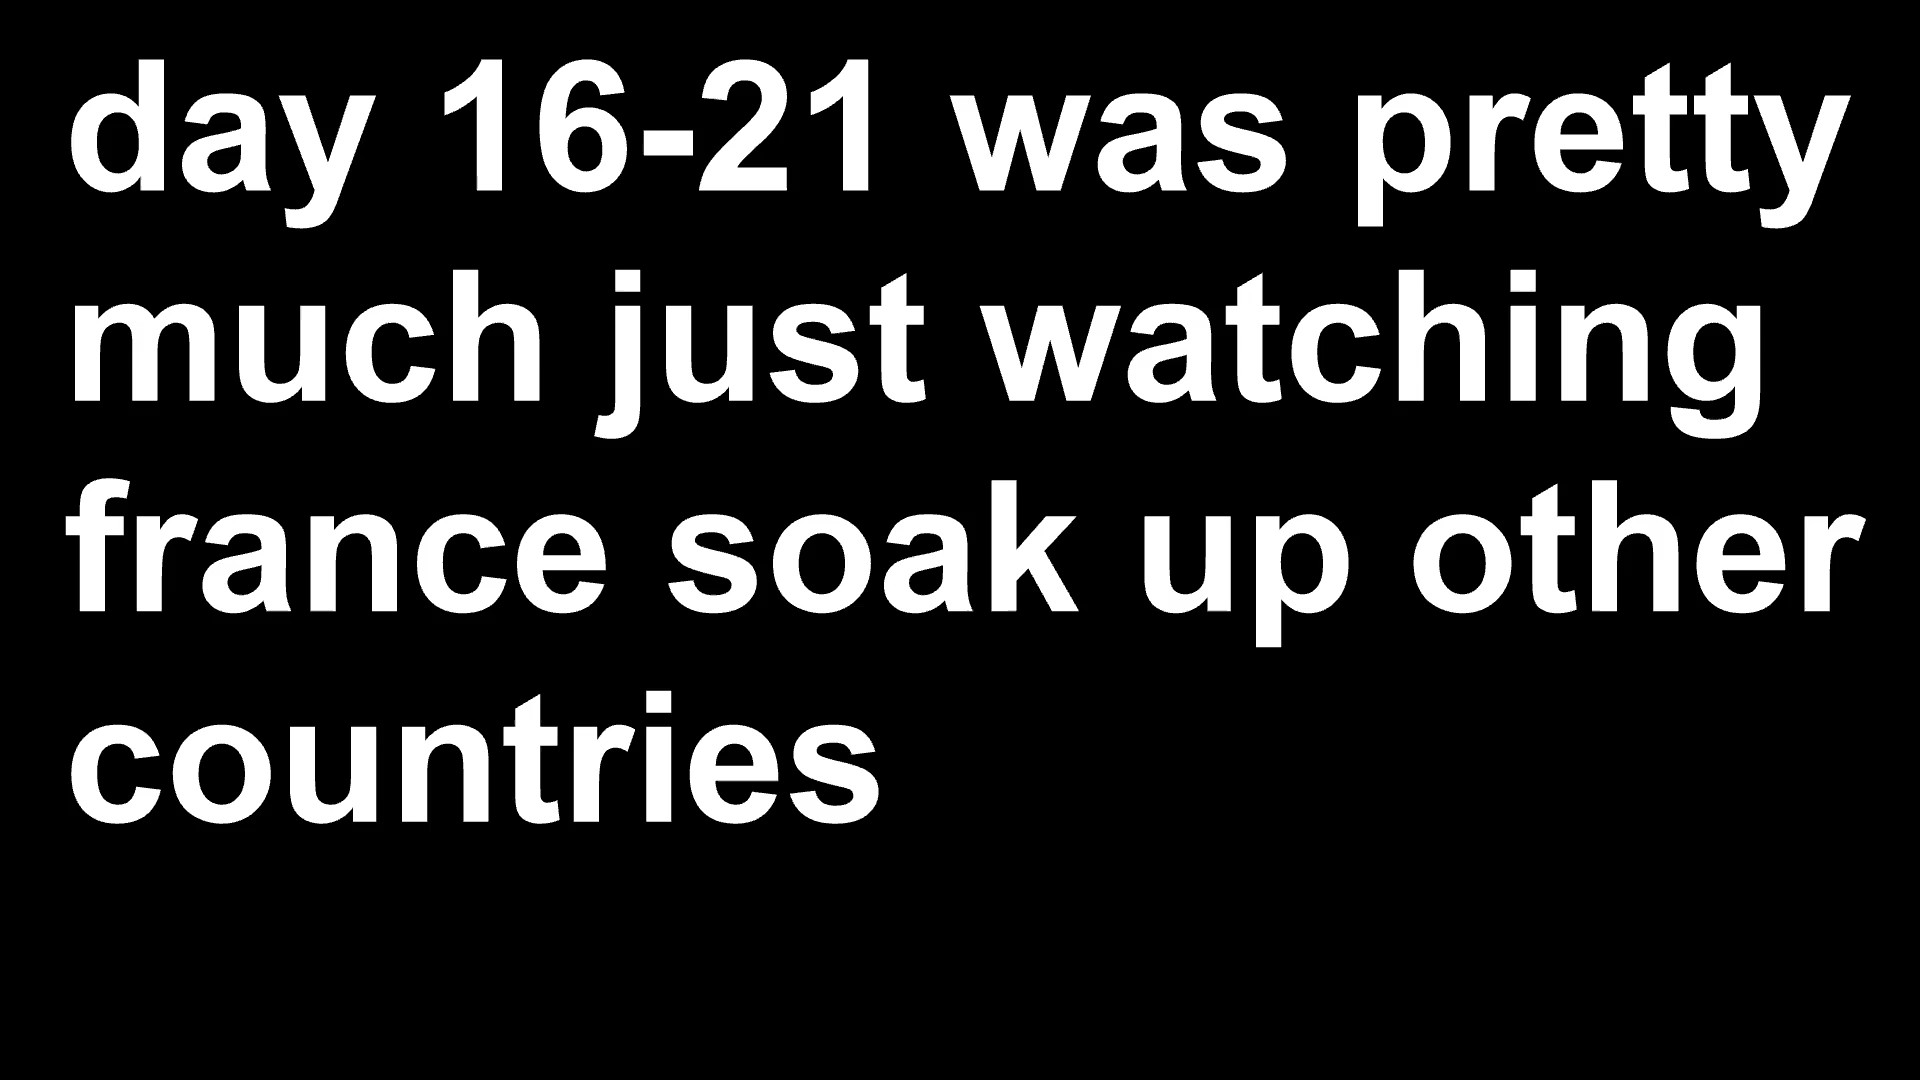 day 16-21 was pretty
much just watching
france soak up other
countries